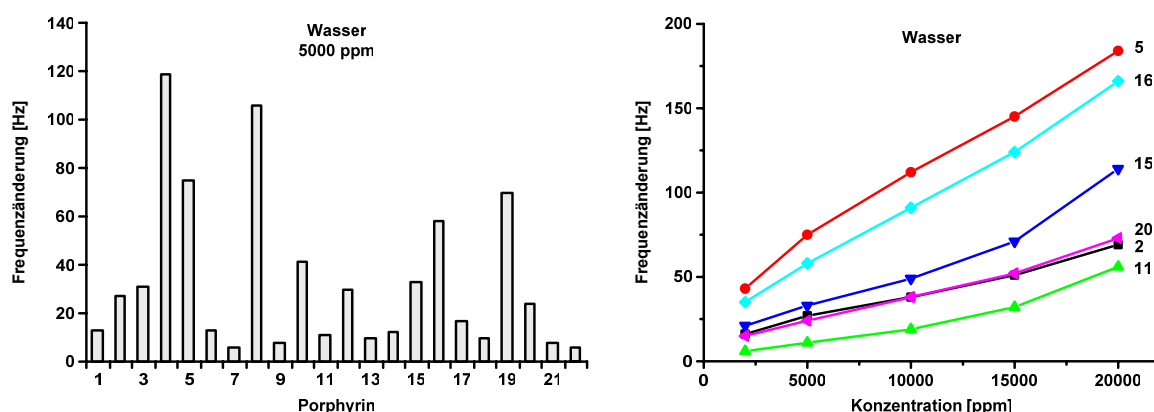 Wasser
5000 ppm
Frequenzänderung [Hz]
140
120
100
80
60
40
20
0
1 3 5 7 9 11 13 15 17 19 21
Porphyrin
Wasser
Frequenzänderung [Hz]
200
150
100
50
0
5
16
15
20
2
11
0 5000 10000 15000 20000
Konzentration [ppm]